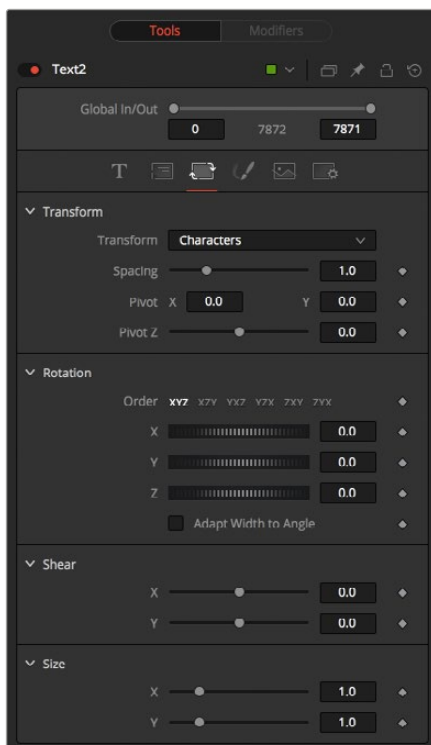 Tools Modifiers
Text2
Global In/Out
0 7872 7871
T
Transform
Transform Characters
Spacing 1.0
Pivot X 0.0 Y 0.0
Pivot Z 0.0
Rotation
Order XYZ XZY YXZ YZX ZXY ZYX
X 0.0
Y 0.0
Z 0.0
Adapt Width to Angle
Shear
X 0.0
Y 0.0
Size
X 1.0
Y 1.0